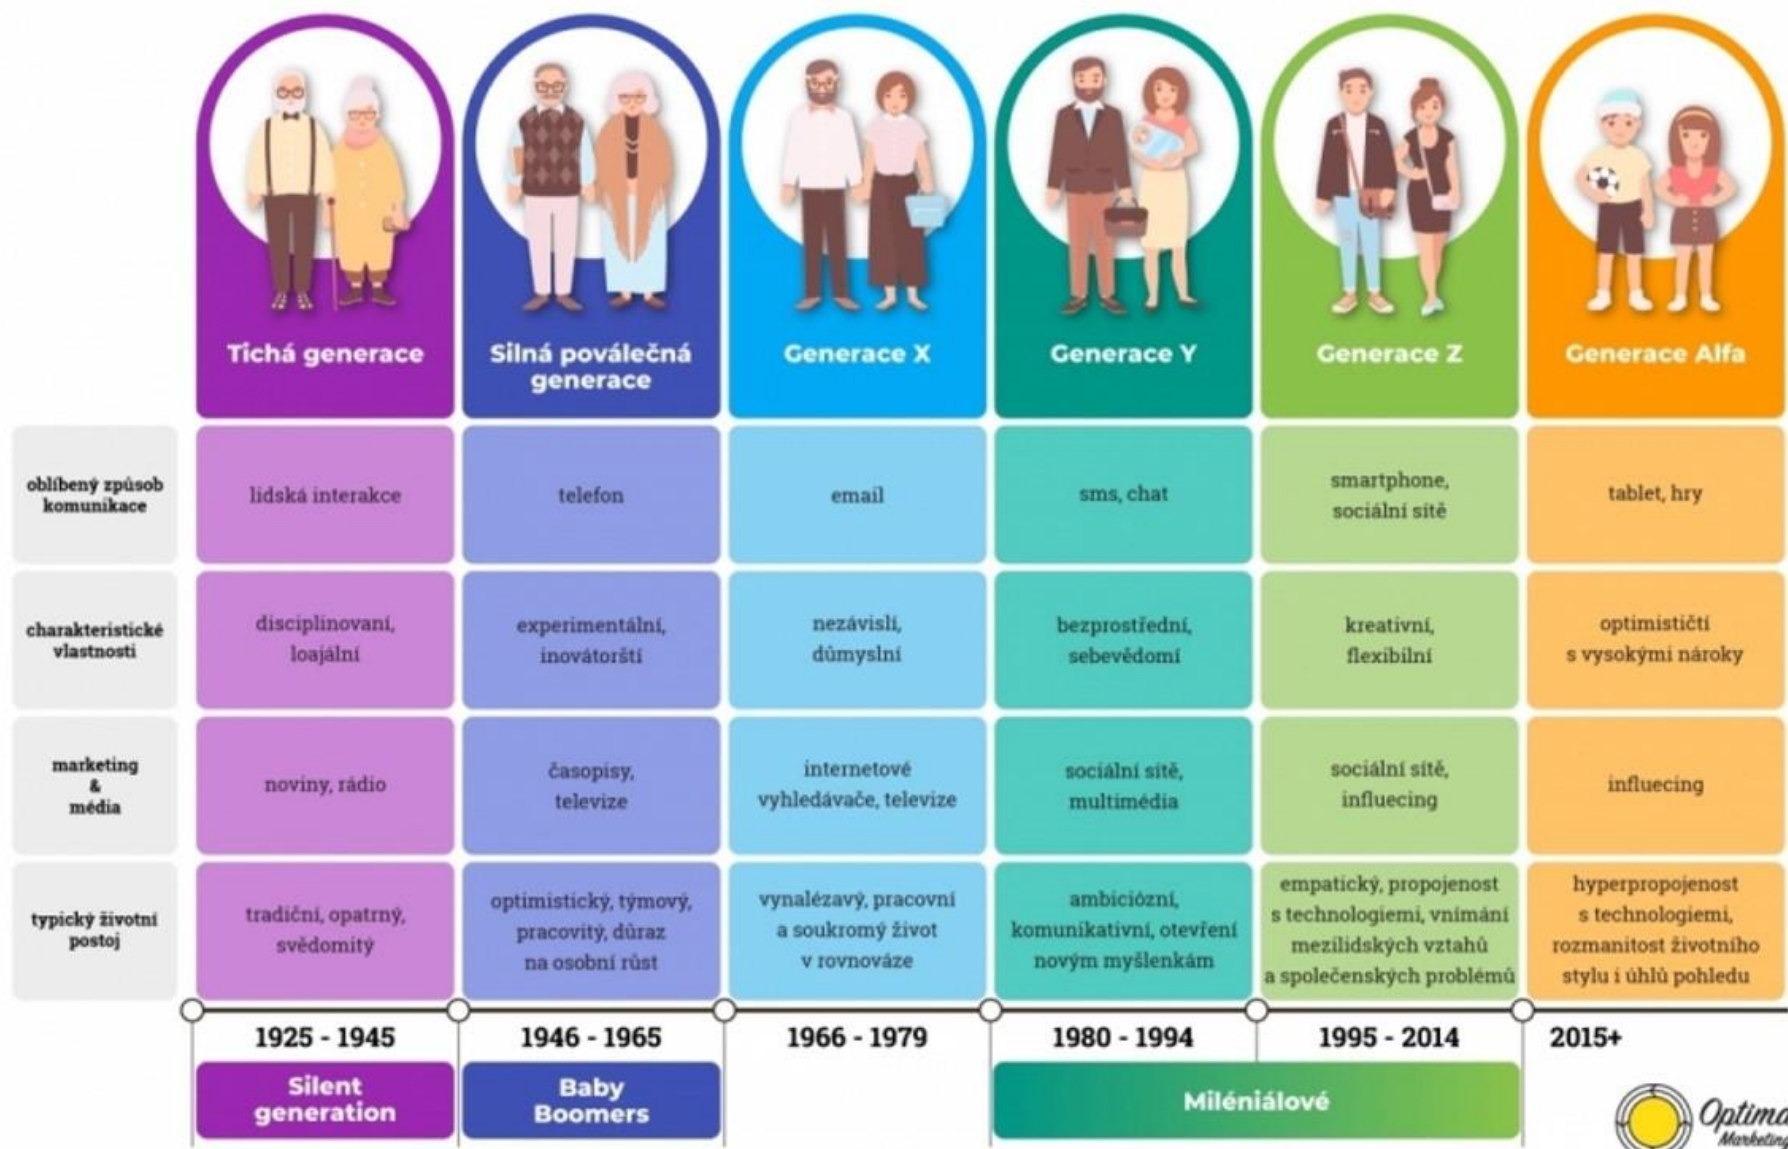 Tichá generace
Silná poválečná
generace
Generace X
Generace Y
Generace Z
Generace Alfa
oblíbený způsob
komunikace
lidská interakce
telefon
email
sms, chat
smartphone,
sociální sítě
tablet, hry
charakteristické
vlastnosti
disciplinovaní,
loajální
experimentální,
inovátorští
nezávislí,
důmyslní
bezprostřední,
sebevědomí
kreativní,
flexibilní
optimističtí
s vysokými nároky
marketing
&
média
noviny, rádio
časopisy,
televize
internetové
vyhledávače, televize
sociální sítě,
multimédia
sociální sítě,
influecing
influecing
typický životní
postoj
tradiční, opatrný,
svědomitý
optimistický, týmový,
pracovitý, důraz
na osobní růst
vynalézavý, pracovní
a soukromý život
v rovnováze
ambiciózní,
komunikativní, otevření
novým myšlenkám
empatický, propojenost
s technologiemi, vnímání
mezilidských vztahů
a společenských problémů
hyperpropojenost
s technologiemi,
rozmanitost životního
stylu i úhlů pohledu
1925 - 1945
1946 - 1965
1966 - 1979
1980 - 1994
1995 - 2014
2015+
Silent
generation
Baby
Boomers
Miléniálové
Optima
Marketing